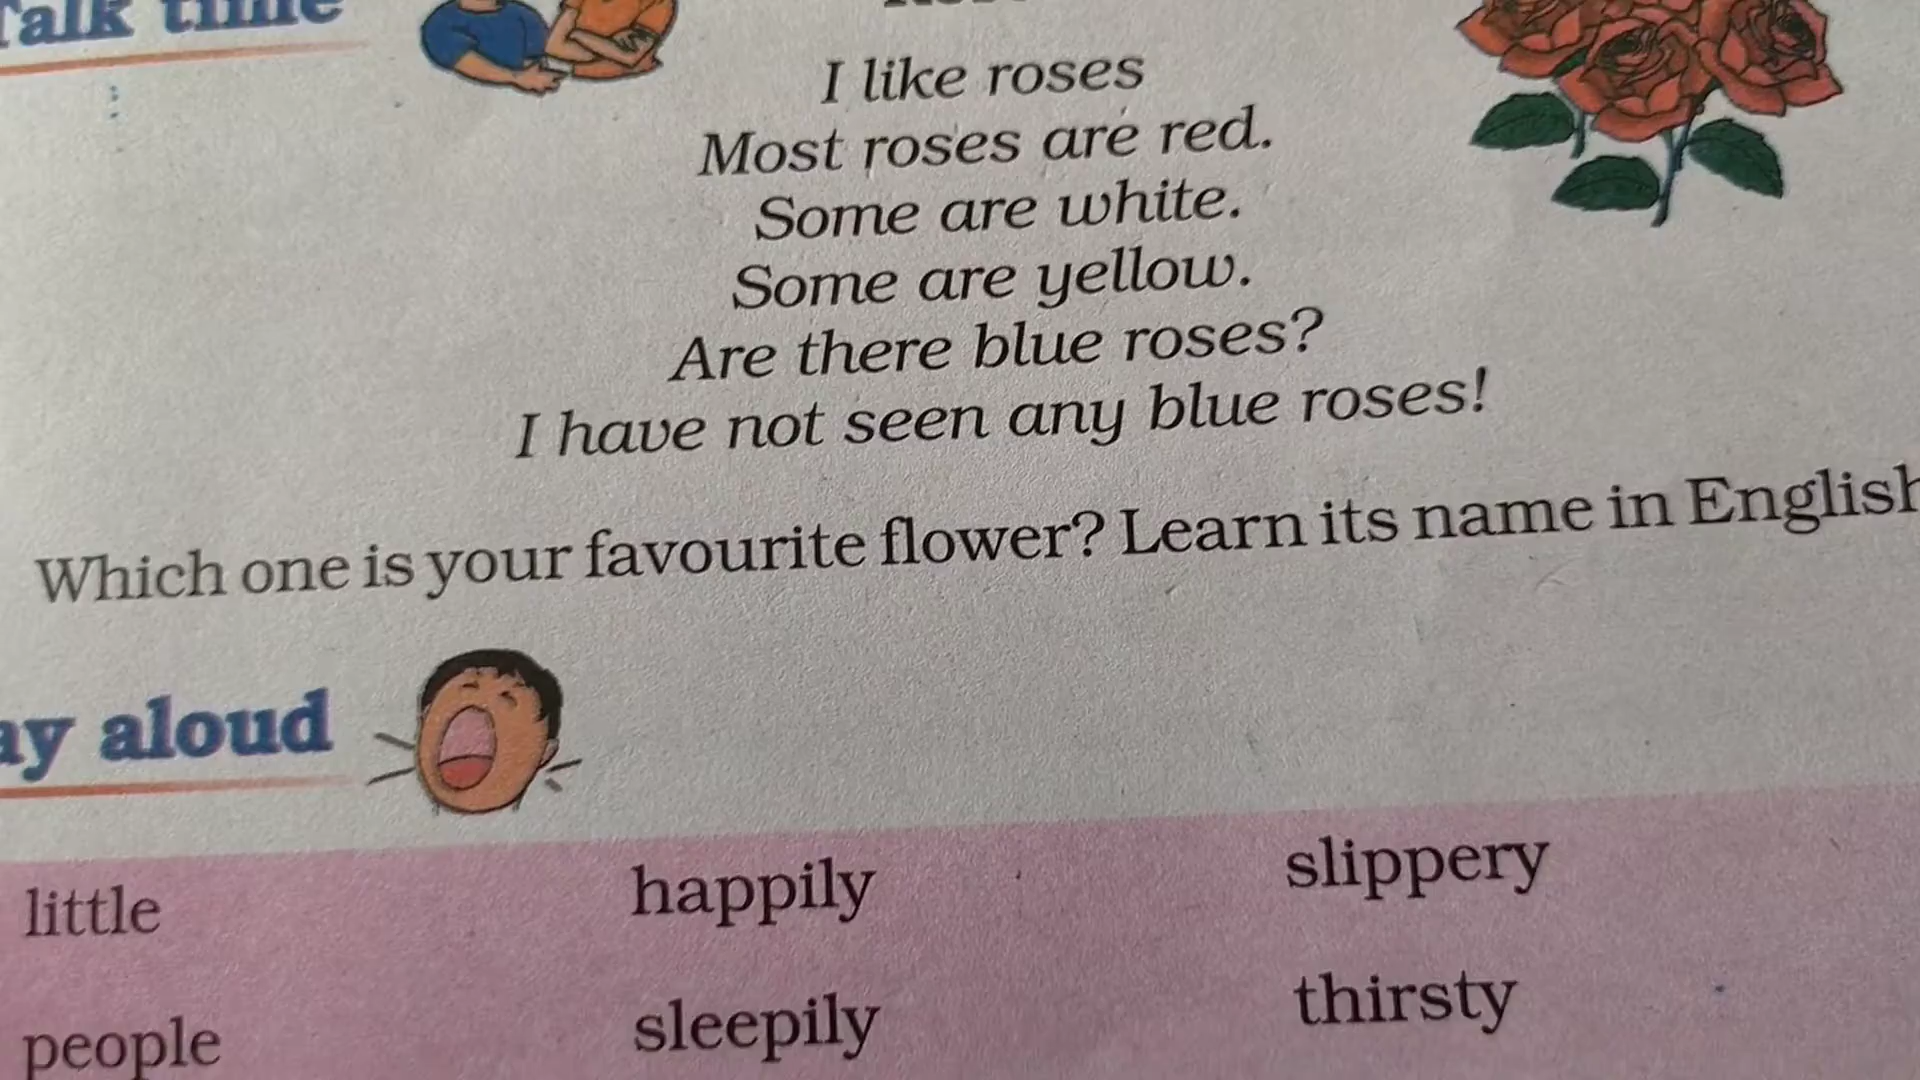 Talk time
I like roses
Most roses are red.
Some are white.
Some are yellow.
Are there blue roses?
I have not seen any blue roses!
Which one is your favourite flower? Learn its name in English
ay aloud
little happily slippery
people sleepily thirsty